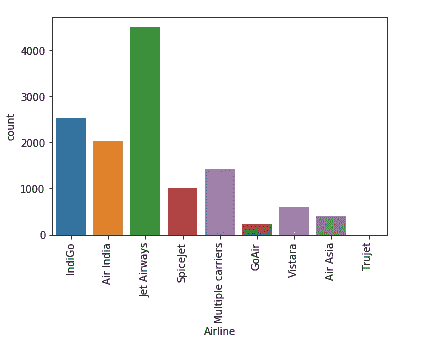 4000
3000
2000
1000
0
count
IndiGo
Air India
Jet Airways
SpiceJet
Multiple carriers
GoAir
Vistara
Air Asia
Trujet
Airline